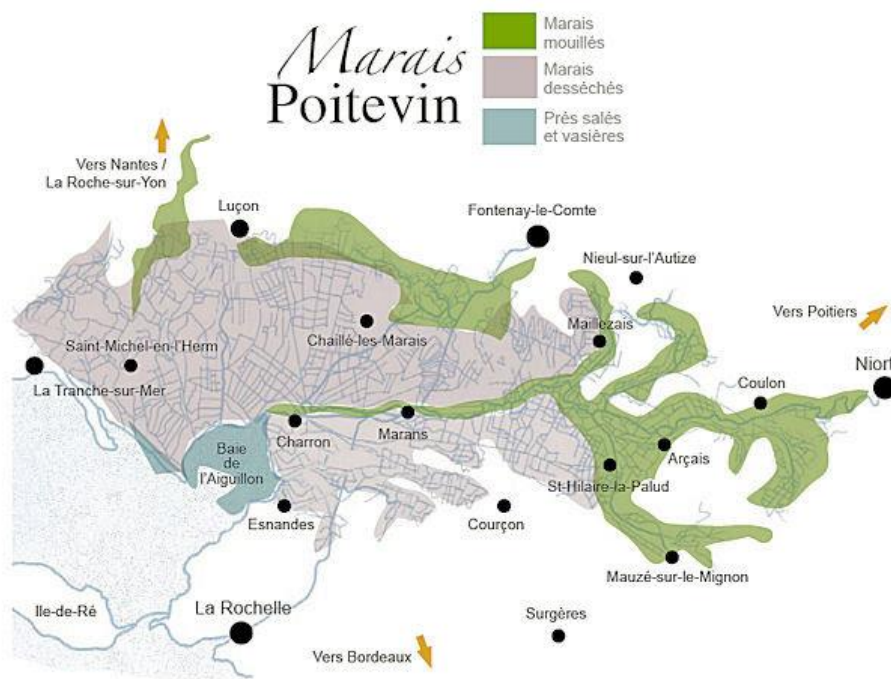 Marais
Poitevin
Marais
mouillés
Marais
desséchés
Près salés
et vasières
Vers Nantes /
La Roche-sur-Yon
Luçon
Fontenay-le-Comte
Nieul-sur-l'Autize
Vers Poitiers
Maillezais
Chaillé-les-Marais
Saint-Michel-en-l'Herm
La Tranche-sur-Mer
Niort
Coulon
Charron
Marans
Arçais
Baie
de
l'Aiguillon
St-Hilaire-la-Palud
Esnandes
Courçon
Mauzé-sur-le-Mignon
Ile-de-Ré
La Rochelle
Surgères
Vers Bordeaux